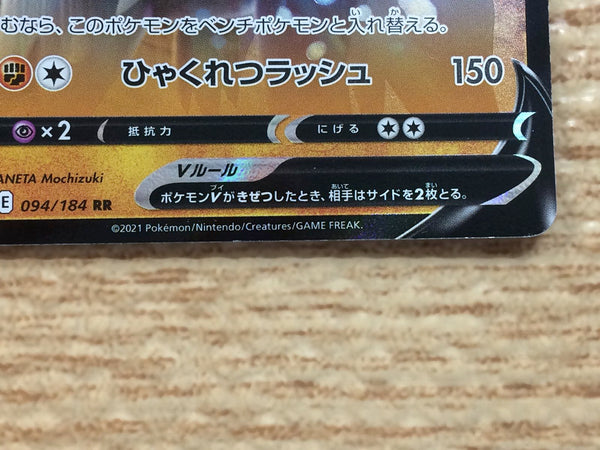 むなら、このポケモンをベンチポケモンと入れ替える。
ひゃくれつラッシュ 150
×2 抵抗力 にげる
Vルール
ANETA Mochizuki
ポケモンVがきぜつしたとき、相手はサイドを2枚とる。
E 094/184 RR
©2021 Pokémon/Nintendo/Creatures/GAME FREAK.